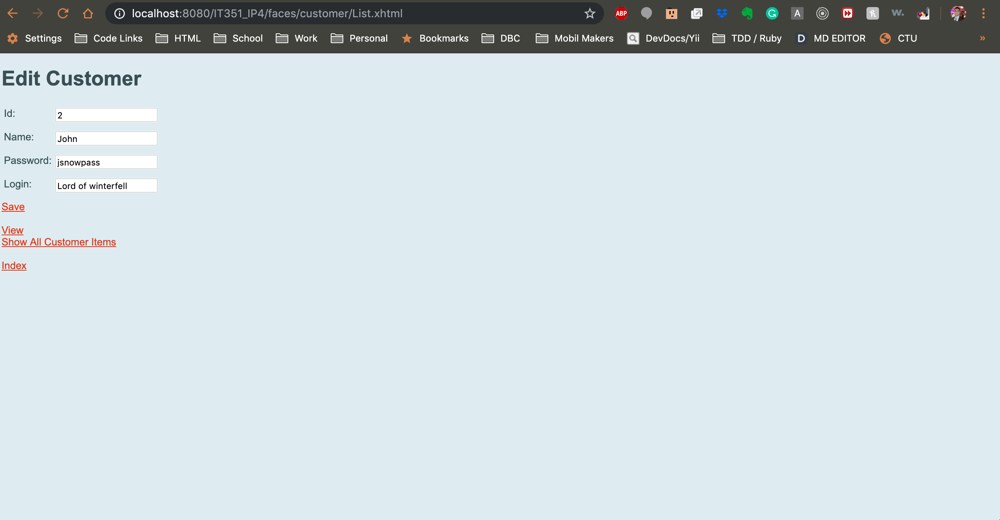 localhost:8080/IT351_IP4/faces/customer/List.xhtml ABP A w.
Settings Code Links HTML School Work Personal Bookmarks DBC Mobil Makers DevDocs/Yii TDD / Ruby D MD EDITOR CTU »
Edit Customer
Id: 2
Name: John
Password: jsnowpass
Login: Lord of winterfell
Save
View
Show All Customer Items
Index